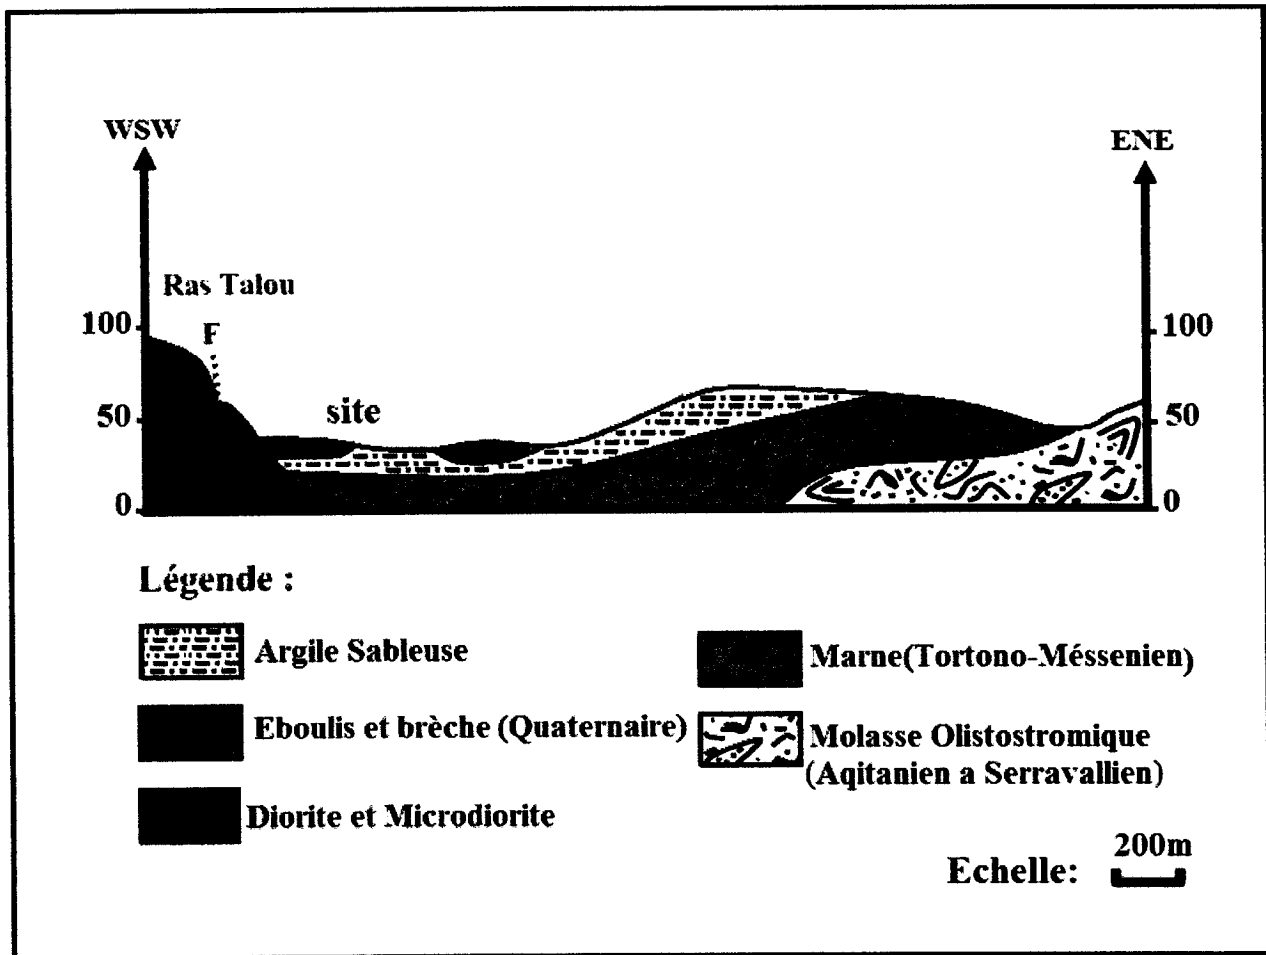 WSW
ENE
Ras Talou
F
100
100
site
50
50
0
0
Légende :
Argile Sableuse
Marne(Tortono-Méssenien)
Eboulis et brèche (Quaternaire)
Molasse Olistostromique
(Aqitanien a Serravallien)
Diorite et Microdiorite
Echelle:
200m